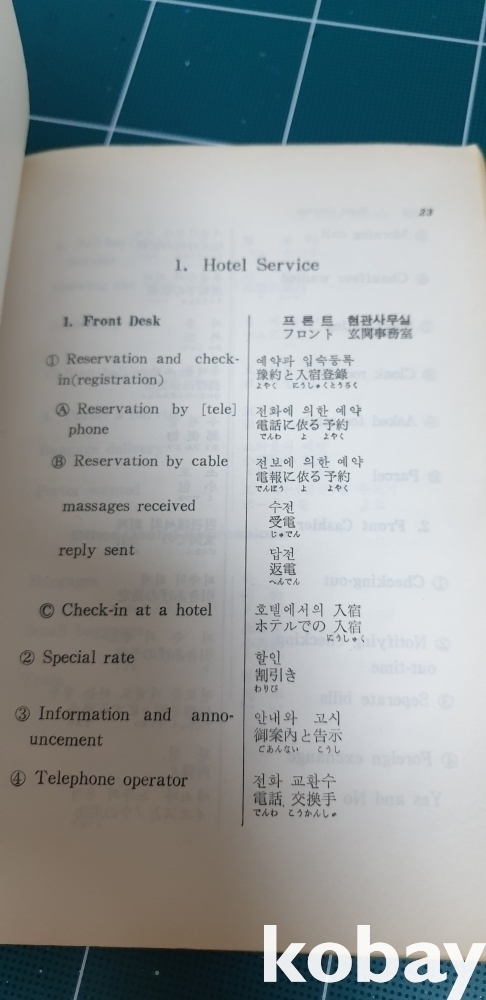 23
1. Hotel Service
1. Front Desk
프 론 트 현관사무실
フロント 玄関事務室
① Reservation and check-
in(registration)
예약과 입숙등록
豫約と入宿登錄
よやく にうしゅくとうろく
Ⓐ Reservation by [tele]
phone
전화에 의한 예약
電話に依る予約
でんわ よ よやく
Ⓑ Reservation by cable
전보에 의한 예약
電報に依る予約
でんぽう よ よやく
massages received
수전
受電
じゅでん
reply sent
답전
返電
へんでん
Ⓒ Check-in at a hotel
호텔에서의 入宿
ホテルでの 入宿
にうしゅく
② Special rate
할인
割引き
わりび
③ Information and anno-
uncement
안내와 고시
御案內と告示
ごあんない こうし
④ Telephone operator
전화 교환수
電話, 交換手
でんわ こうかんしゅ
kobay